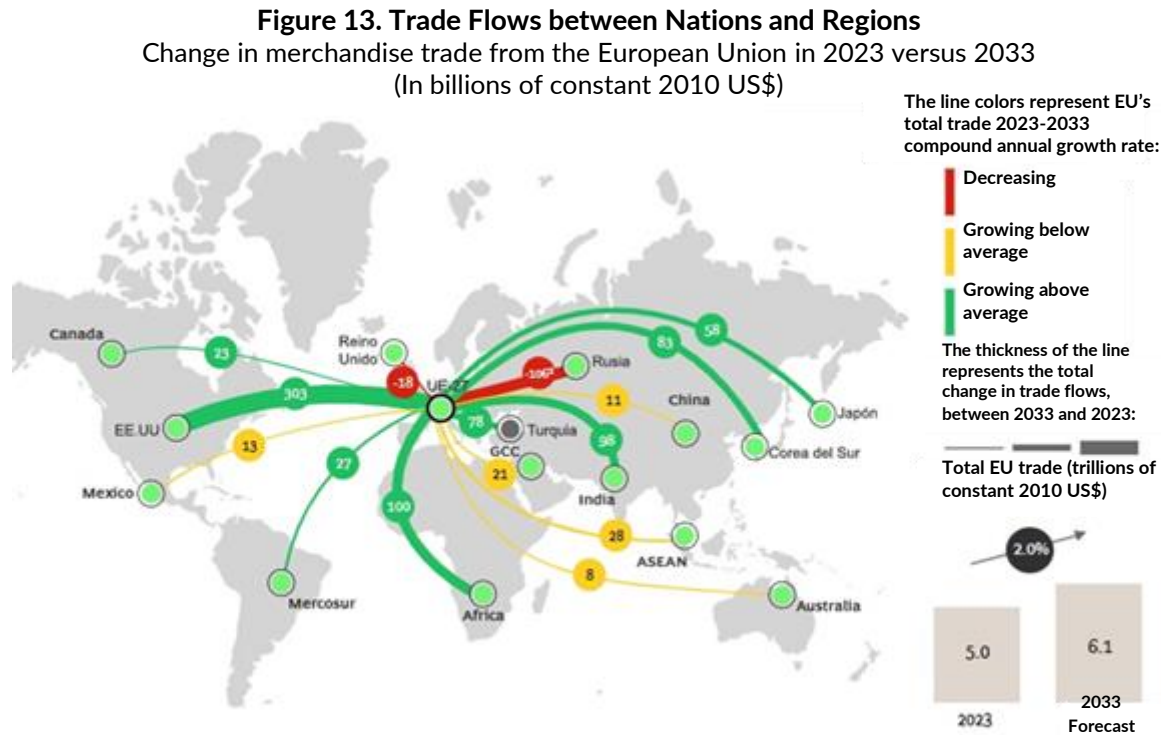 Figure 13. Trade Flows between Nations and Regions
Change in merchandise trade from the European Union in 2023 versus 2033
(In billions of constant 2010 US$)
The line colors represent EU's
total trade 2023-2033
compound annual growth rate:
Decreasing
Growing below
average
Growing above
average
The thickness of the line
represents the total
change in trade flows,
between 2033 and 2023:
Total EU trade (trillions of
constant 2010 US$)
2.0%
5.0
6.1
2023
2033
Forecast
Canada
23
Reino
Unido
-18
UE-27
-106²
Rusia
83
58
303
EE.UU
78
Turquia
GCC
11
China
Japón
Corea del Sur
98
India
13
Mexico
27
21
100
28
ASEAN
8
Mercosur
Africa
Australia